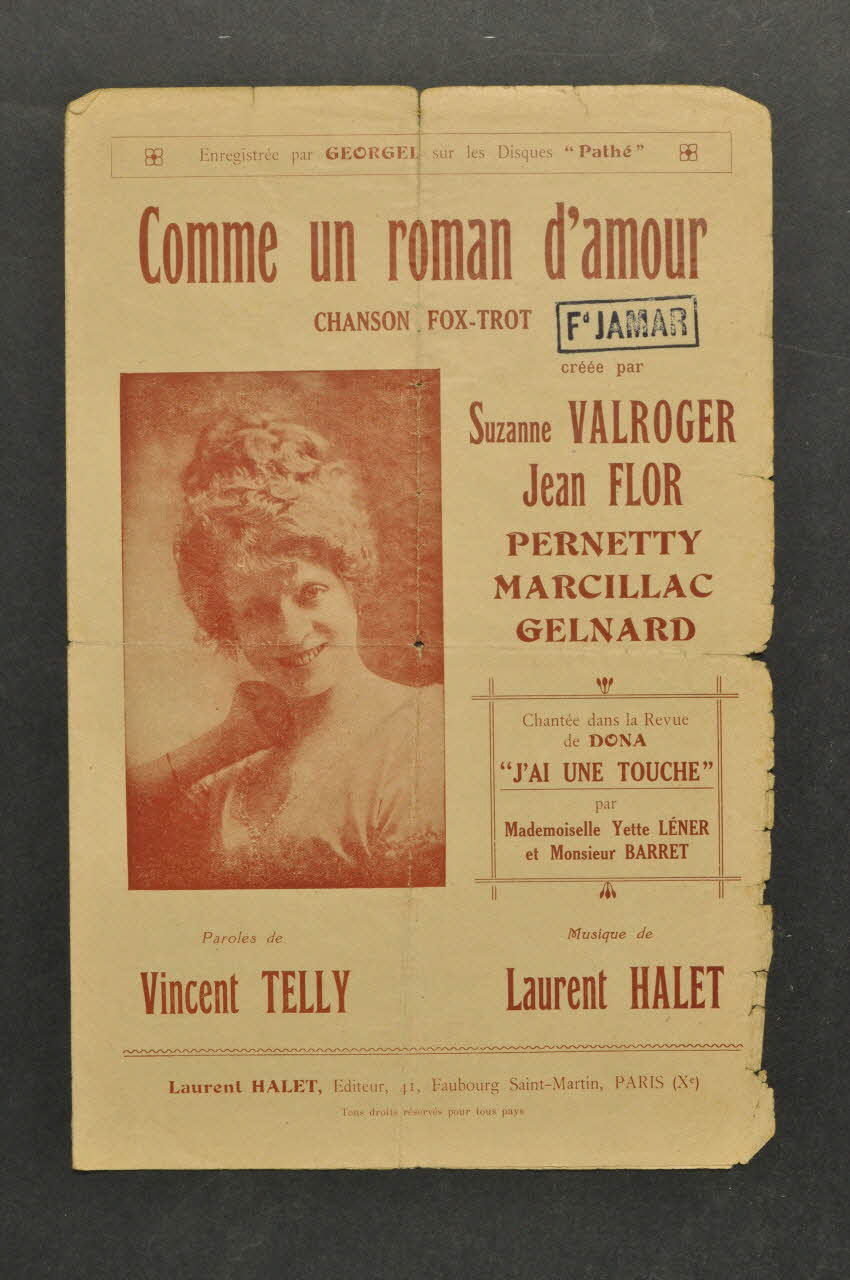 Enregistrée par GEORGEL sur les Disques "Pathé"
Comme un roman d'amour
CHANSON FOX-TROT
Fd JAMAR
créée par
Suzanne VALROGER
Jean FLOR
PERNETTY
MARCILLAC
GELNARD
Chantée dans la Revue
de DONA
"J'AI UNE TOUCHE"
par
Mademoiselle Yette LÉNER
et Monsieur BARRET
Paroles de
Vincent TELLY
Musique de
Laurent HALET
Laurent HALET, Editeur, 41, Faubourg Saint-Martin, PARIS (Xe)
Tous droits réservés pour tous pays